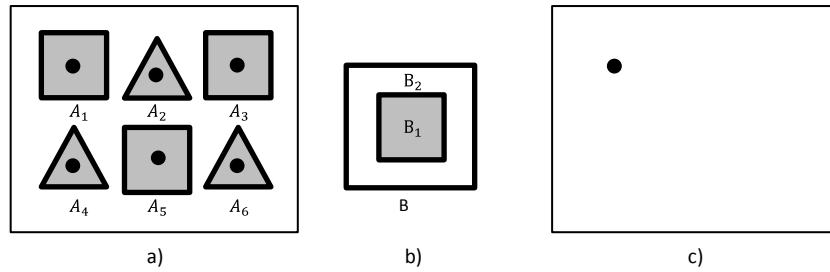 A₁ A₂ A₃
B₂
B₁
A₄ A₅ A₆
B
a) b) c)